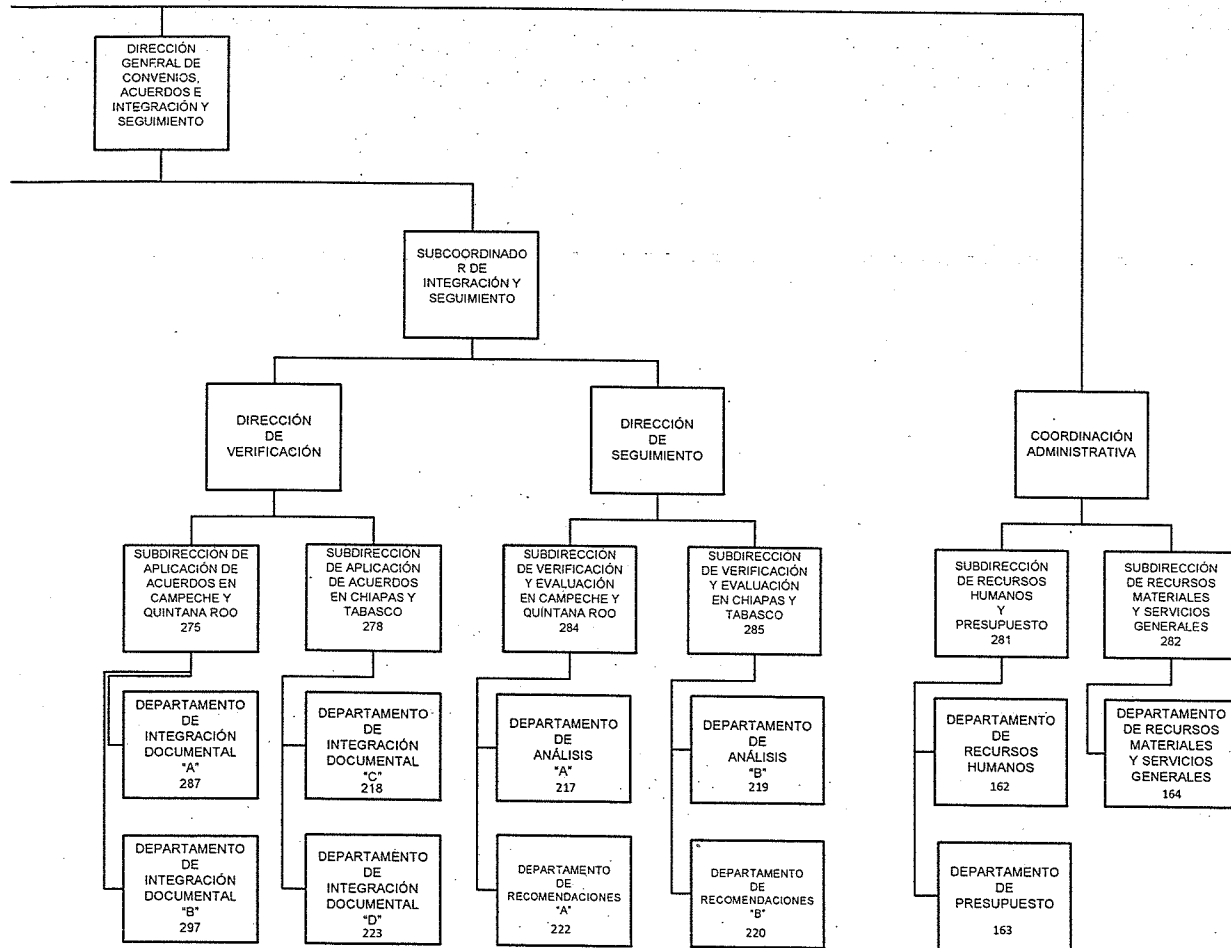 DIRECCIÓN
GENERAL DE
CONVENIOS,
ACUERDOS E
INTEGRACIÓN Y
SEGUIMIENTO
SUBCOORDINADO
R DE
INTEGRACIÓN Y
SEGUIMIENTO
DIRECCIÓN
DE
VERIFICACIÓN
DIRECCIÓN
DE
SEGUIMIENTO
COORDINACIÓN
ADMINISTRATIVA
SUBDIRECCIÓN DE
APLICACIÓN DE
ACUERDOS EN
CAMPECHE Y
QUINTANA ROO
275
SUBDIRECCIÓN
DE APLICACIÓN
DE ACUERDOS
EN CHIAPAS Y
TABASCO
278
SUBDIRECCIÓN
DE VERIFICACIÓN
Y EVALUACIÓN
EN CAMPECHE Y
QUINTANA ROO
284
SUBDIRECCIÓN
DE VERIFICACIÓN
Y EVALUACIÓN
EN CHIAPAS Y
TABASCO
285
SUBDIRECCIÓN
DE RECURSOS
HUMANOS
Y
PRESUPUESTO
281
SUBDIRECCIÓN
DE RECURSOS
MATERIALES
Y SERVICIOS
GENERALES
282
DEPARTAMENTO
DE
INTEGRACIÓN
DOCUMENTAL
"A"
287
DEPARTAMENTO
DE
INTEGRACIÓN
DOCUMENTAL
"C"
218
DEPARTAMENTO
DE
ANÁLISIS
"A"
217
DEPARTAMENTO
DE
ANÁLISIS
"B"
219
DEPARTAMENTO
DE
RECURSOS
HUMANOS
162
DEPARTAMENTO
DE RECURSOS
MATERIALES
Y SERVICIOS
GENERALES
164
DEPARTAMENTO
DE
INTEGRACIÓN
DOCUMENTAL
"B"
297
DEPARTAMENTO
DE
INTEGRACIÓN
DOCUMENTAL
"D"
223
DEPARTAMENTO
DE
RECOMENDACIONES
"A"
222
DEPARTAMENTO
DE
RECOMENDACIONES
"B"
220
DEPARTAMENTO
DE
PRESUPUESTO
163